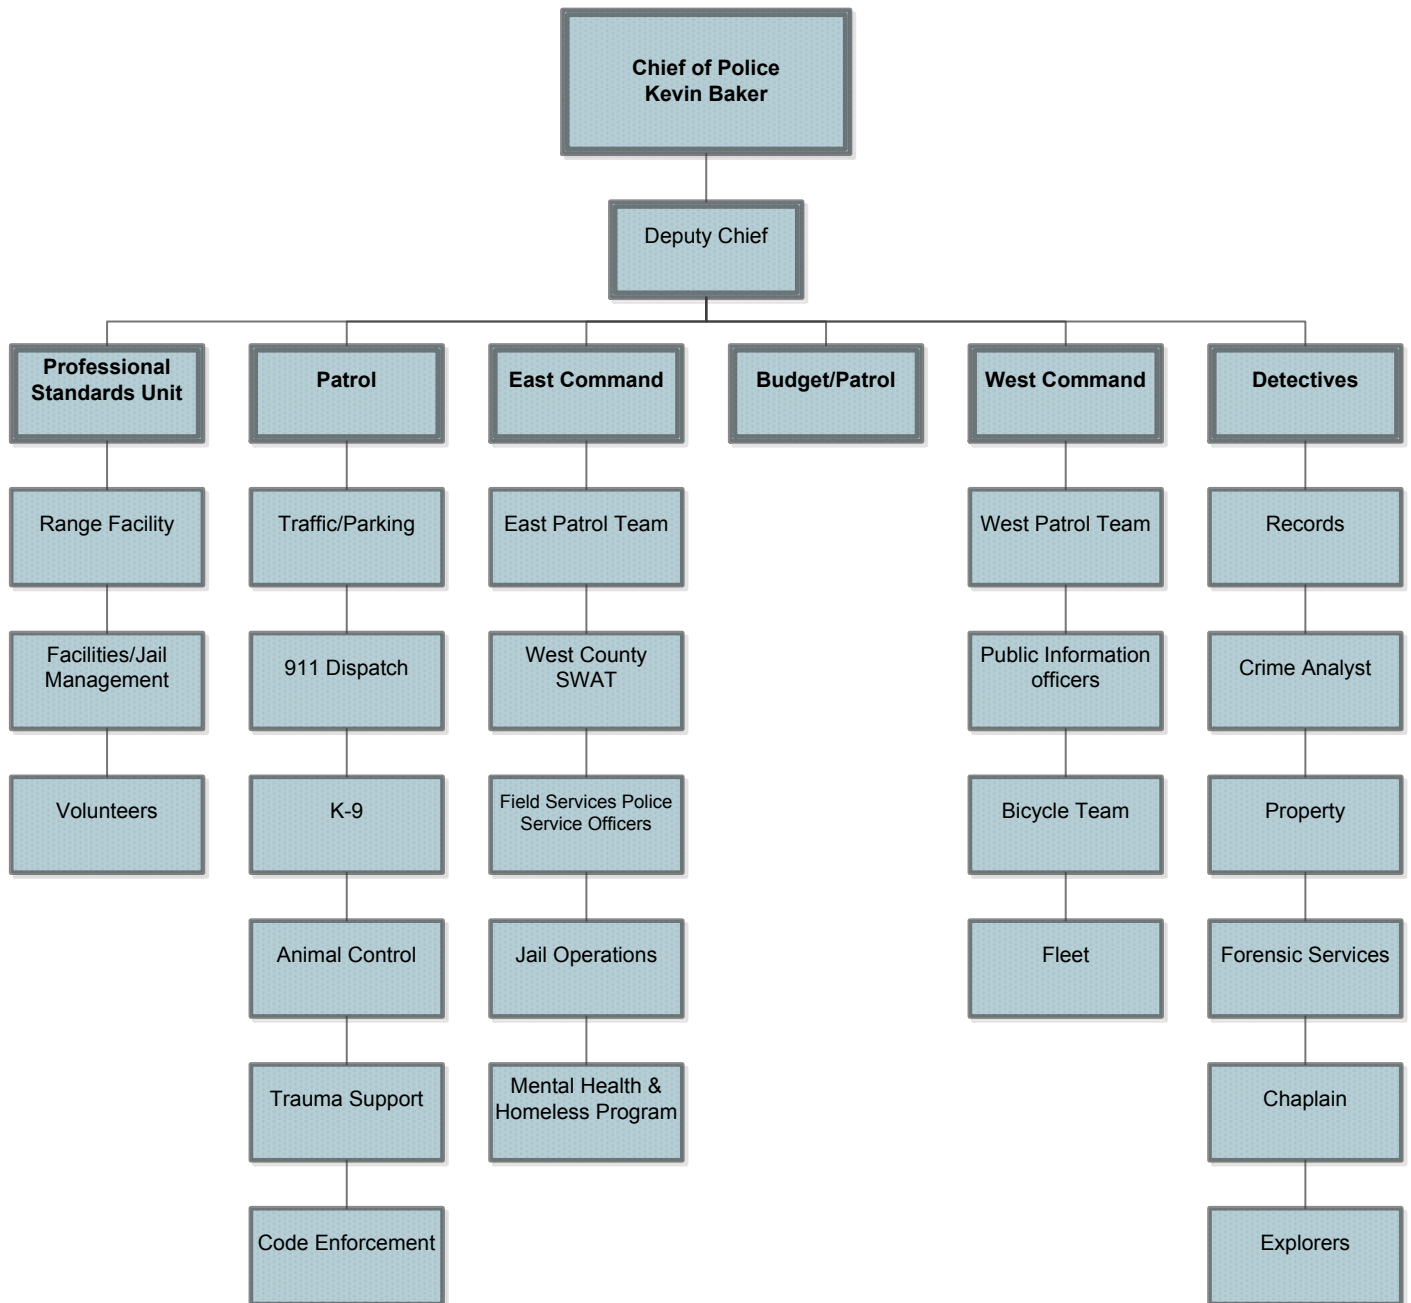 Chief of Police
Kevin Baker
Deputy Chief
Professional
Standards Unit
Patrol
East Command
Budget/Patrol
West Command
Detectives
Range Facility
Traffic/Parking
East Patrol Team
West Patrol Team
Records
Facilities/Jail
Management
911 Dispatch
West County
SWAT
Public Information
officers
Crime Analyst
Volunteers
K-9
Field Services Police
Service Officers
Bicycle Team
Property
Animal Control
Jail Operations
Fleet
Forensic Services
Trauma Support
Mental Health &
Homeless Program
Chaplain
Code Enforcement
Explorers